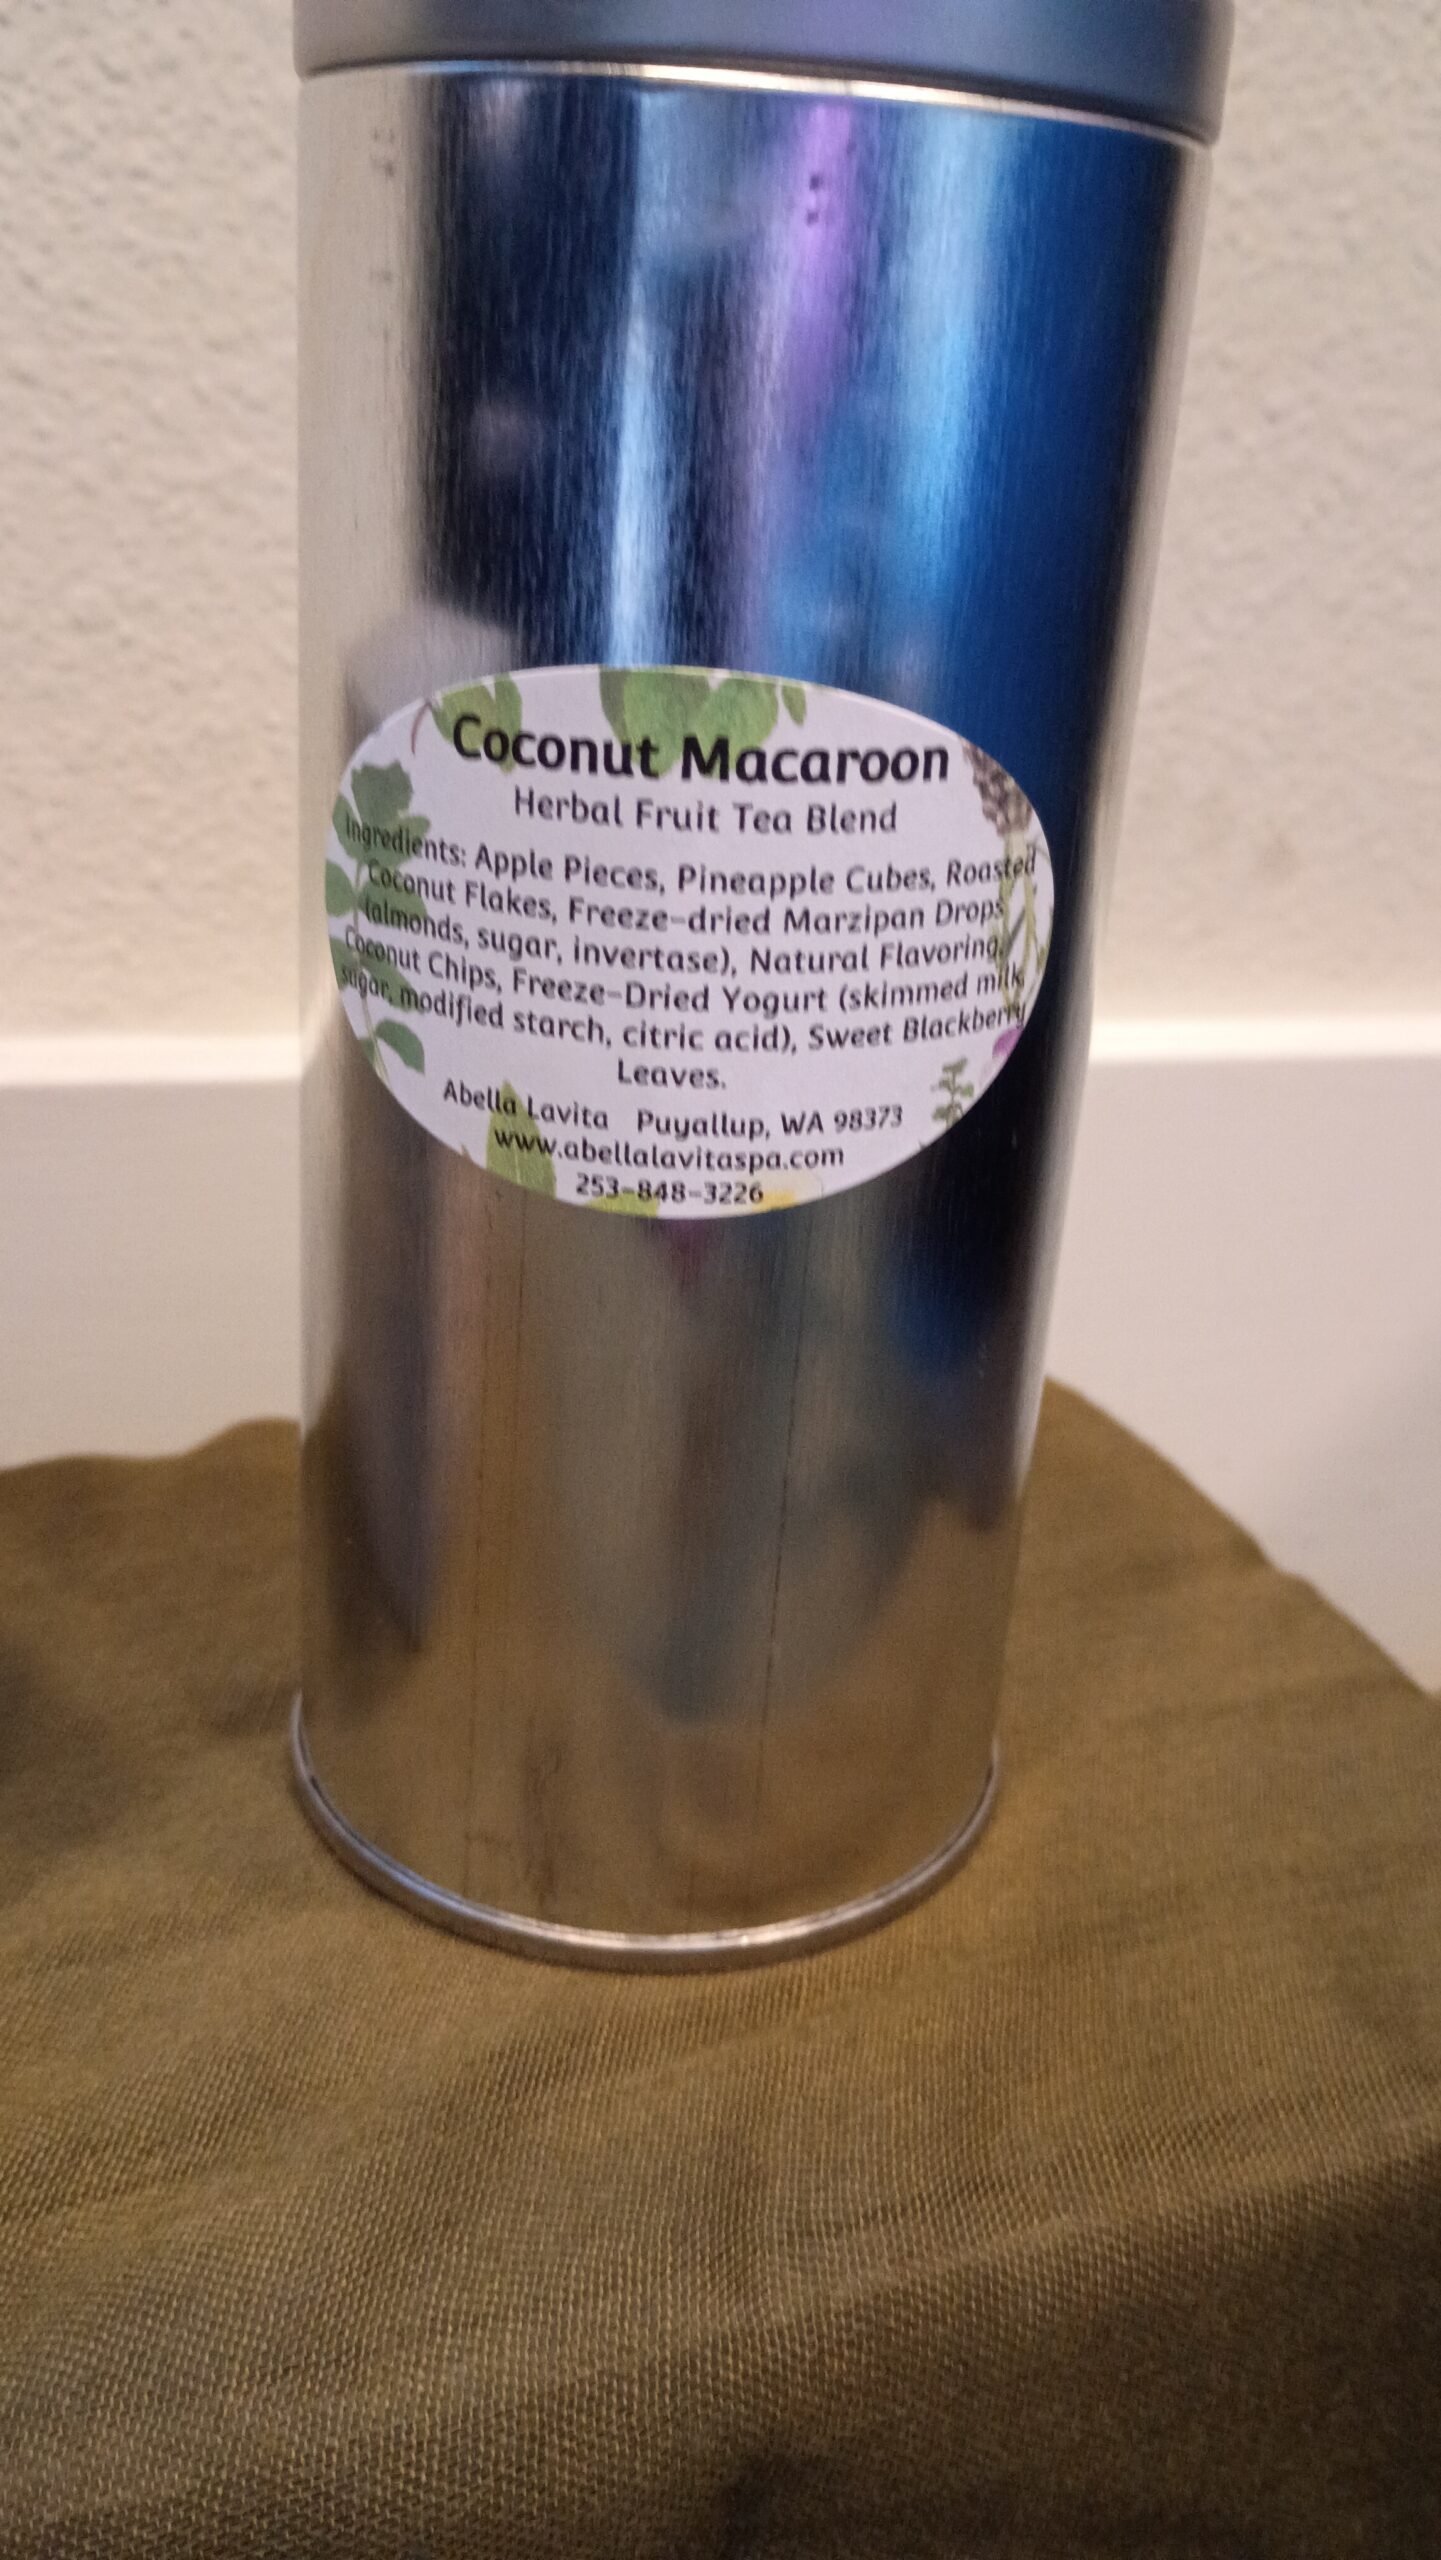 Coconut Macaroon
Herbal Fruit Tea Blend
Ingredients: Apple Pieces, Pineapple Cubes, Roasted
Coconut Flakes, Freeze-dried Marzipan Drops
(almonds, sugar, invertase), Natural Flavoring,
Coconut Chips, Freeze-Dried Yogurt (skimmed milk,
sugar, modified starch, citric acid), Sweet Blackberry
Leaves.
Abella Lavita Puyallup, WA 98373
www.abellalavitaspa.com
253-848-3226